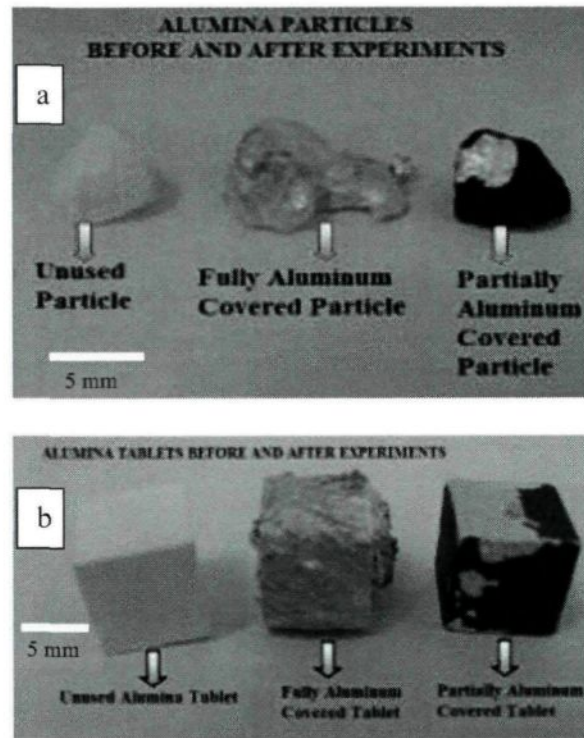 ALUMINA PARTICLES
BEFORE AND AFTER EXPERIMENTS
a
Unused
Particle
Fully Aluminum
Covered Particle
Partially
Aluminum
Covered
Particle
5 mm
ALUMINA TABLETS BEFORE AND AFTER EXPERIMENTS
b
5 mm
Unused Alumina Tablet
Fully Aluminum
Covered Tablet
Partially Aluminum
Covered Tablet